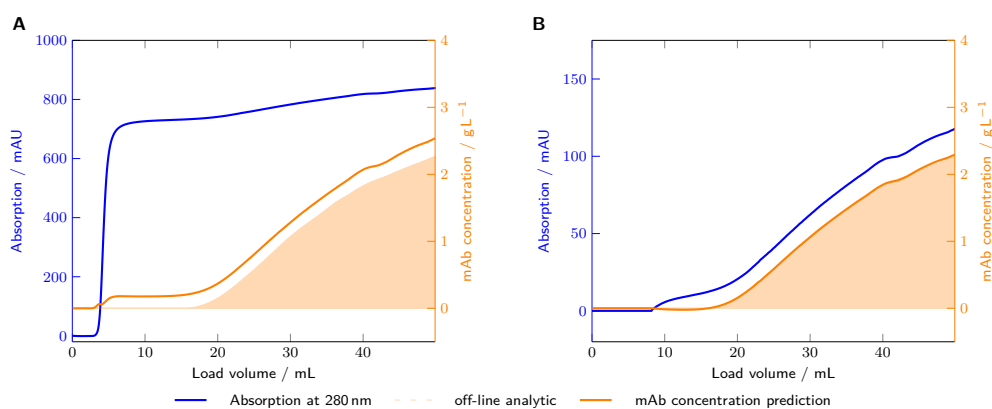 A
B
1000
800
600
400
200
0
Absorption / mAU
4
3
2
1
0
mAb concentration / g L⁻¹
0 10 20 30 40
Load volume / mL
150
100
50
0
Absorption / mAU
4
3
2
1
0
mAb concentration / g L⁻¹
0 10 20 30 40
Load volume / mL
Absorption at 280 nm off-line analytic mAb concentration prediction